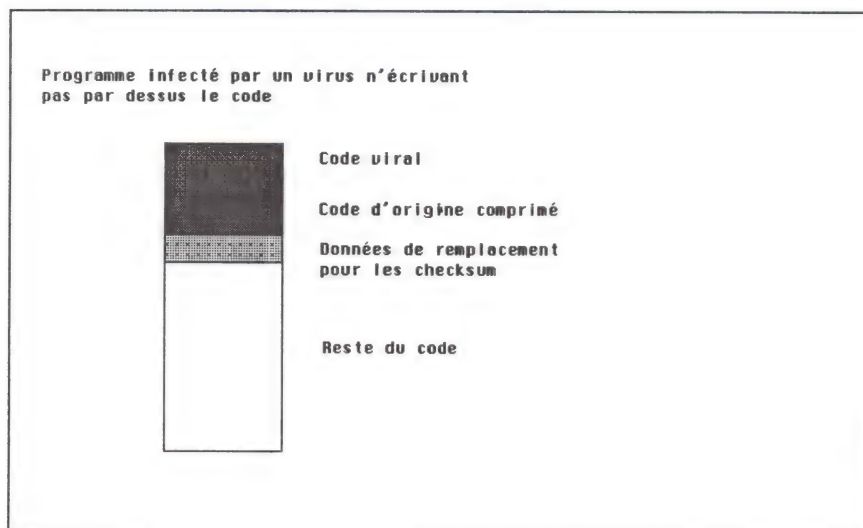 Programme infecté par un virus n'écrivant
pas par dessus le code
Code viral
Code d'origine comprimé
Données de remplacement
pour les checksum
Reste du code